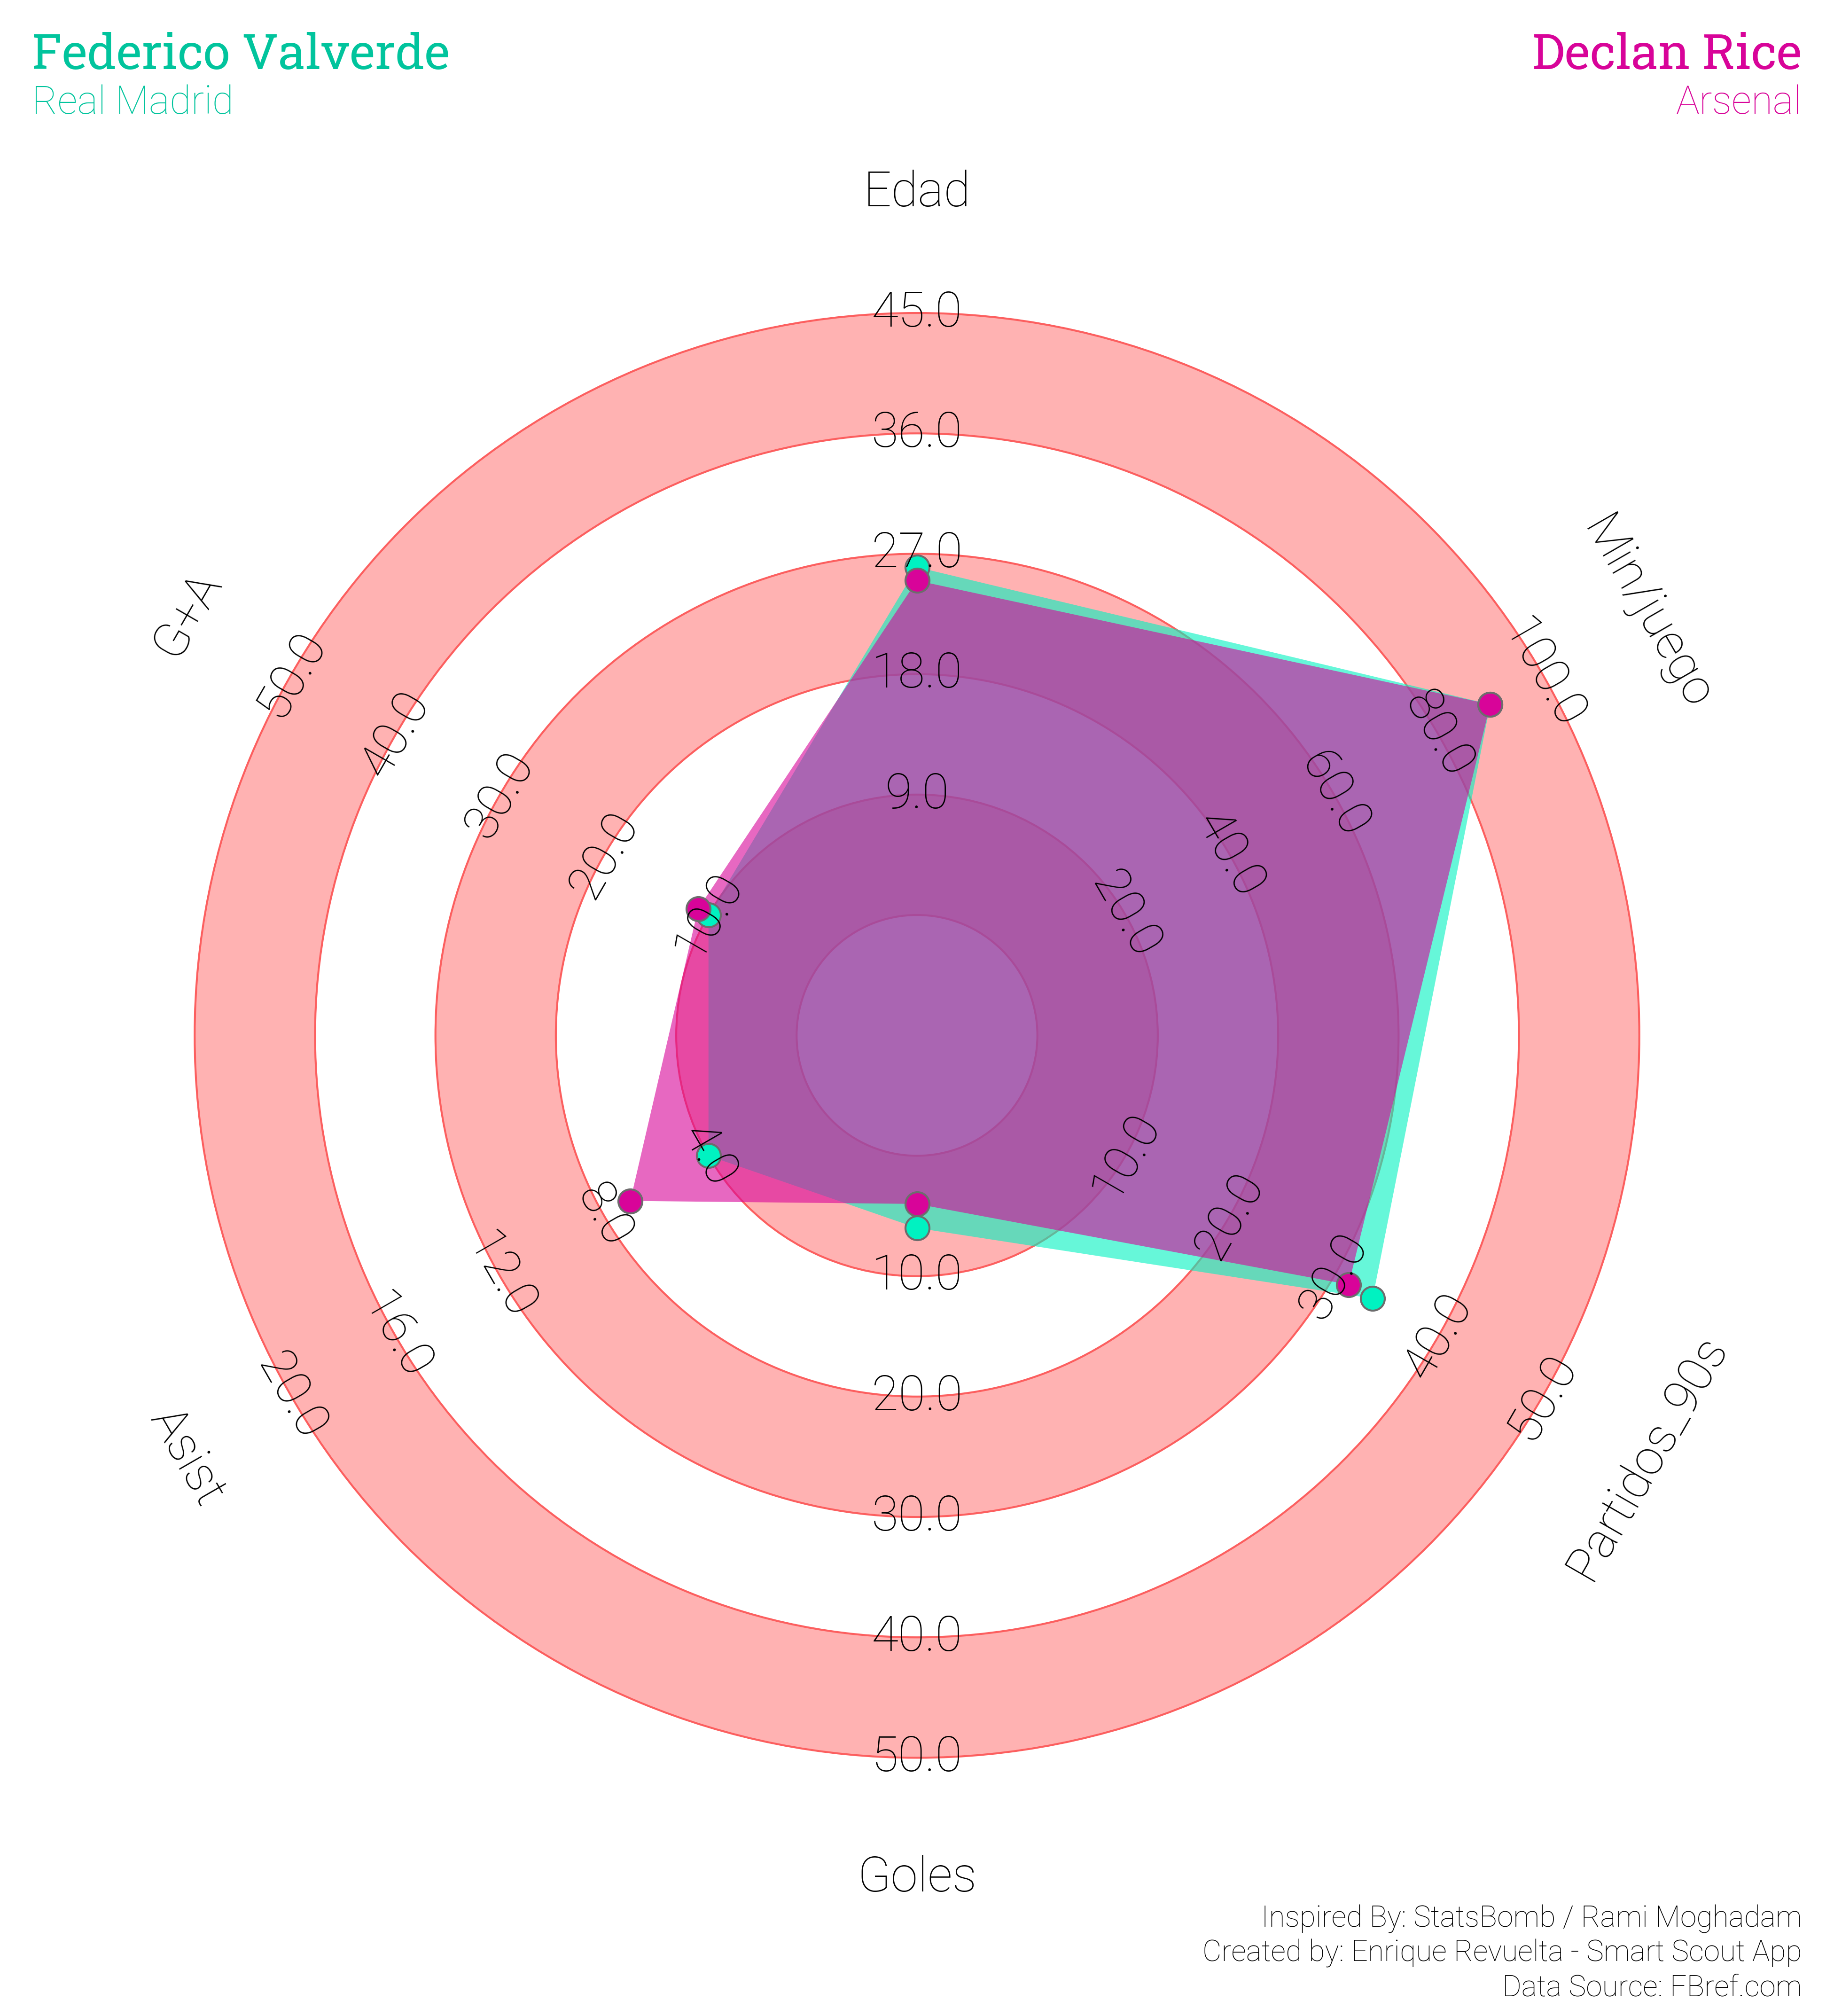 Federico Valverde
Real Madrid
Declan Rice
Arsenal
Edad
45.0
36.0
27.0
18.0
9.0
Min/juego
100.0
80.0
60.0
40.0
20.0
G+A
50.0
40.0
30.0
20.0
10.0
Asist
4.0
8.0
12.0
16.0
20.0
Partidos_90s
10.0
20.0
30.0
40.0
50.0
10.0
20.0
30.0
40.0
50.0
Goles
Inspired By: StatsBomb / Rami Moghadam
Created by: Enrique Revuelta - Smart Scout App
Data Source: FBref.com